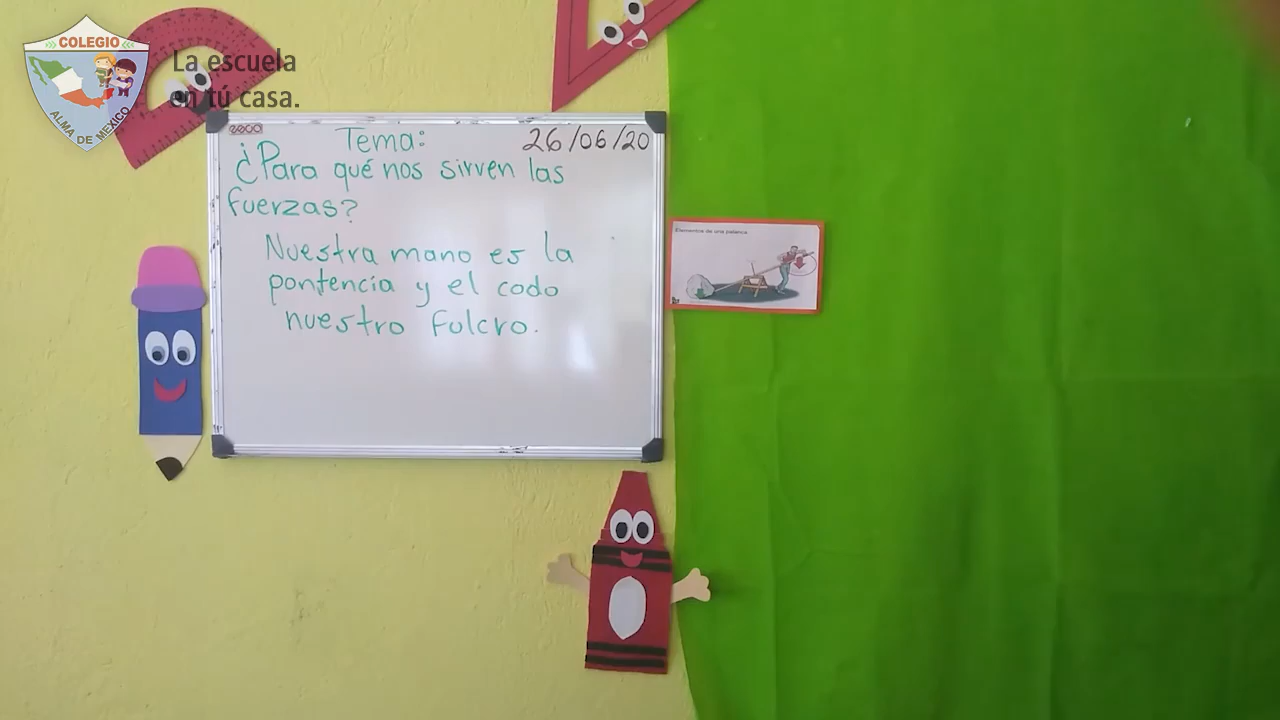 COLEGIO
ALMA DE MEXICO
La escuela
en tú casa.
Tema:
26/06/20
¿Para qué nos sirven las
fuerzas?
Nuestra mano es la
pontencia y el codo
nuestro fulcro.
Elementos de una palanca